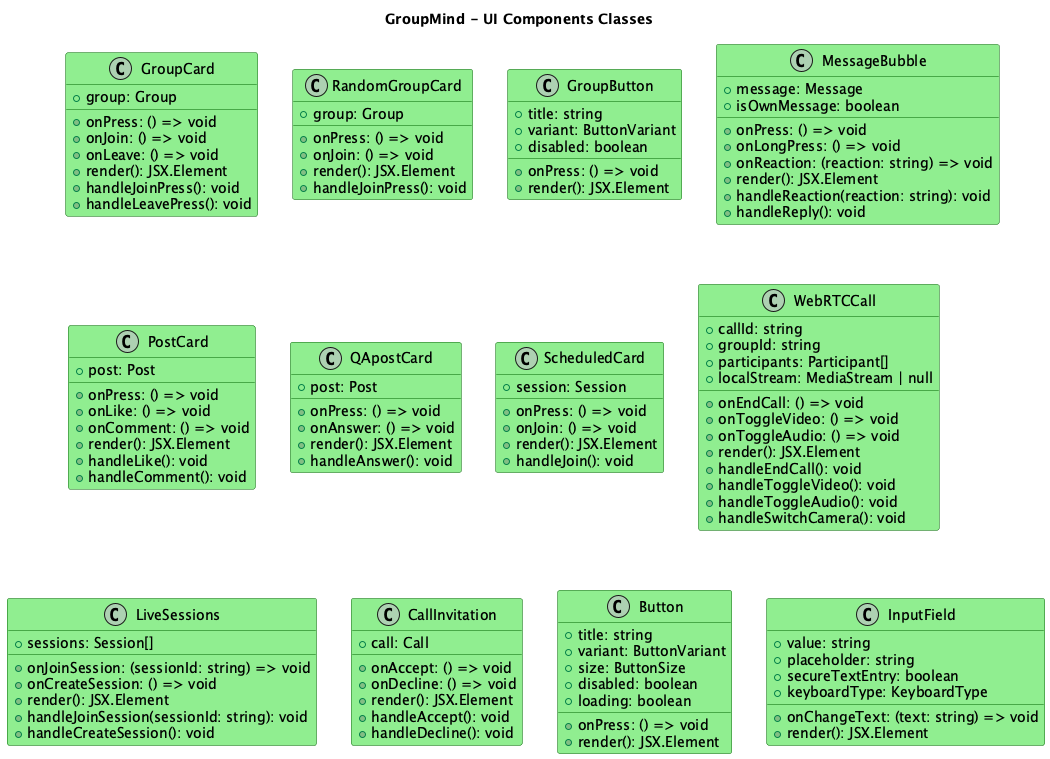 GroupMind - UI Components Classes
C GroupCard
group: Group
onPress: () => void
onJoin: () => void
onLeave: () => void
render(): JSX.Element
handleJoinPress(): void
handleLeavePress(): void
C RandomGroupCard
group: Group
onPress: () => void
onJoin: () => void
render(): JSX.Element
handleJoinPress(): void
C GroupButton
title: string
variant: ButtonVariant
disabled: boolean
onPress: () => void
render(): JSX.Element
C MessageBubble
message: Message
isOwnMessage: boolean
onPress: () => void
onLongPress: () => void
onReaction: (reaction: string) => void
render(): JSX.Element
handleReaction(reaction: string): void
handleReply(): void
C PostCard
post: Post
onPress: () => void
onLike: () => void
onComment: () => void
render(): JSX.Element
handleLike(): void
handleComment(): void
C QApostCard
post: Post
onPress: () => void
onAnswer: () => void
render(): JSX.Element
handleAnswer(): void
C ScheduledCard
session: Session
onPress: () => void
onJoin: () => void
render(): JSX.Element
handleJoin(): void
C WebRTCCall
callId: string
groupId: string
participants: Participant[]
localStream: MediaStream | null
onEndCall: () => void
onToggleVideo: () => void
onToggleAudio: () => void
render(): JSX.Element
handleEndCall(): void
handleToggleVideo(): void
handleToggleAudio(): void
handleSwitchCamera(): void
C LiveSessions
sessions: Session[]
onJoinSession: (sessionId: string) => void
onCreateSession: () => void
render(): JSX.Element
handleJoinSession(sessionId: string): void
handleCreateSession(): void
C CallInvitation
call: Call
onAccept: () => void
onDecline: () => void
render(): JSX.Element
handleAccept(): void
handleDecline(): void
C Button
title: string
variant: ButtonVariant
size: ButtonSize
disabled: boolean
loading: boolean
onPress: () => void
render(): JSX.Element
C InputField
value: string
placeholder: string
secureTextEntry: boolean
keyboardType: KeyboardType
onChangeText: (text: string) => void
render(): JSX.Element